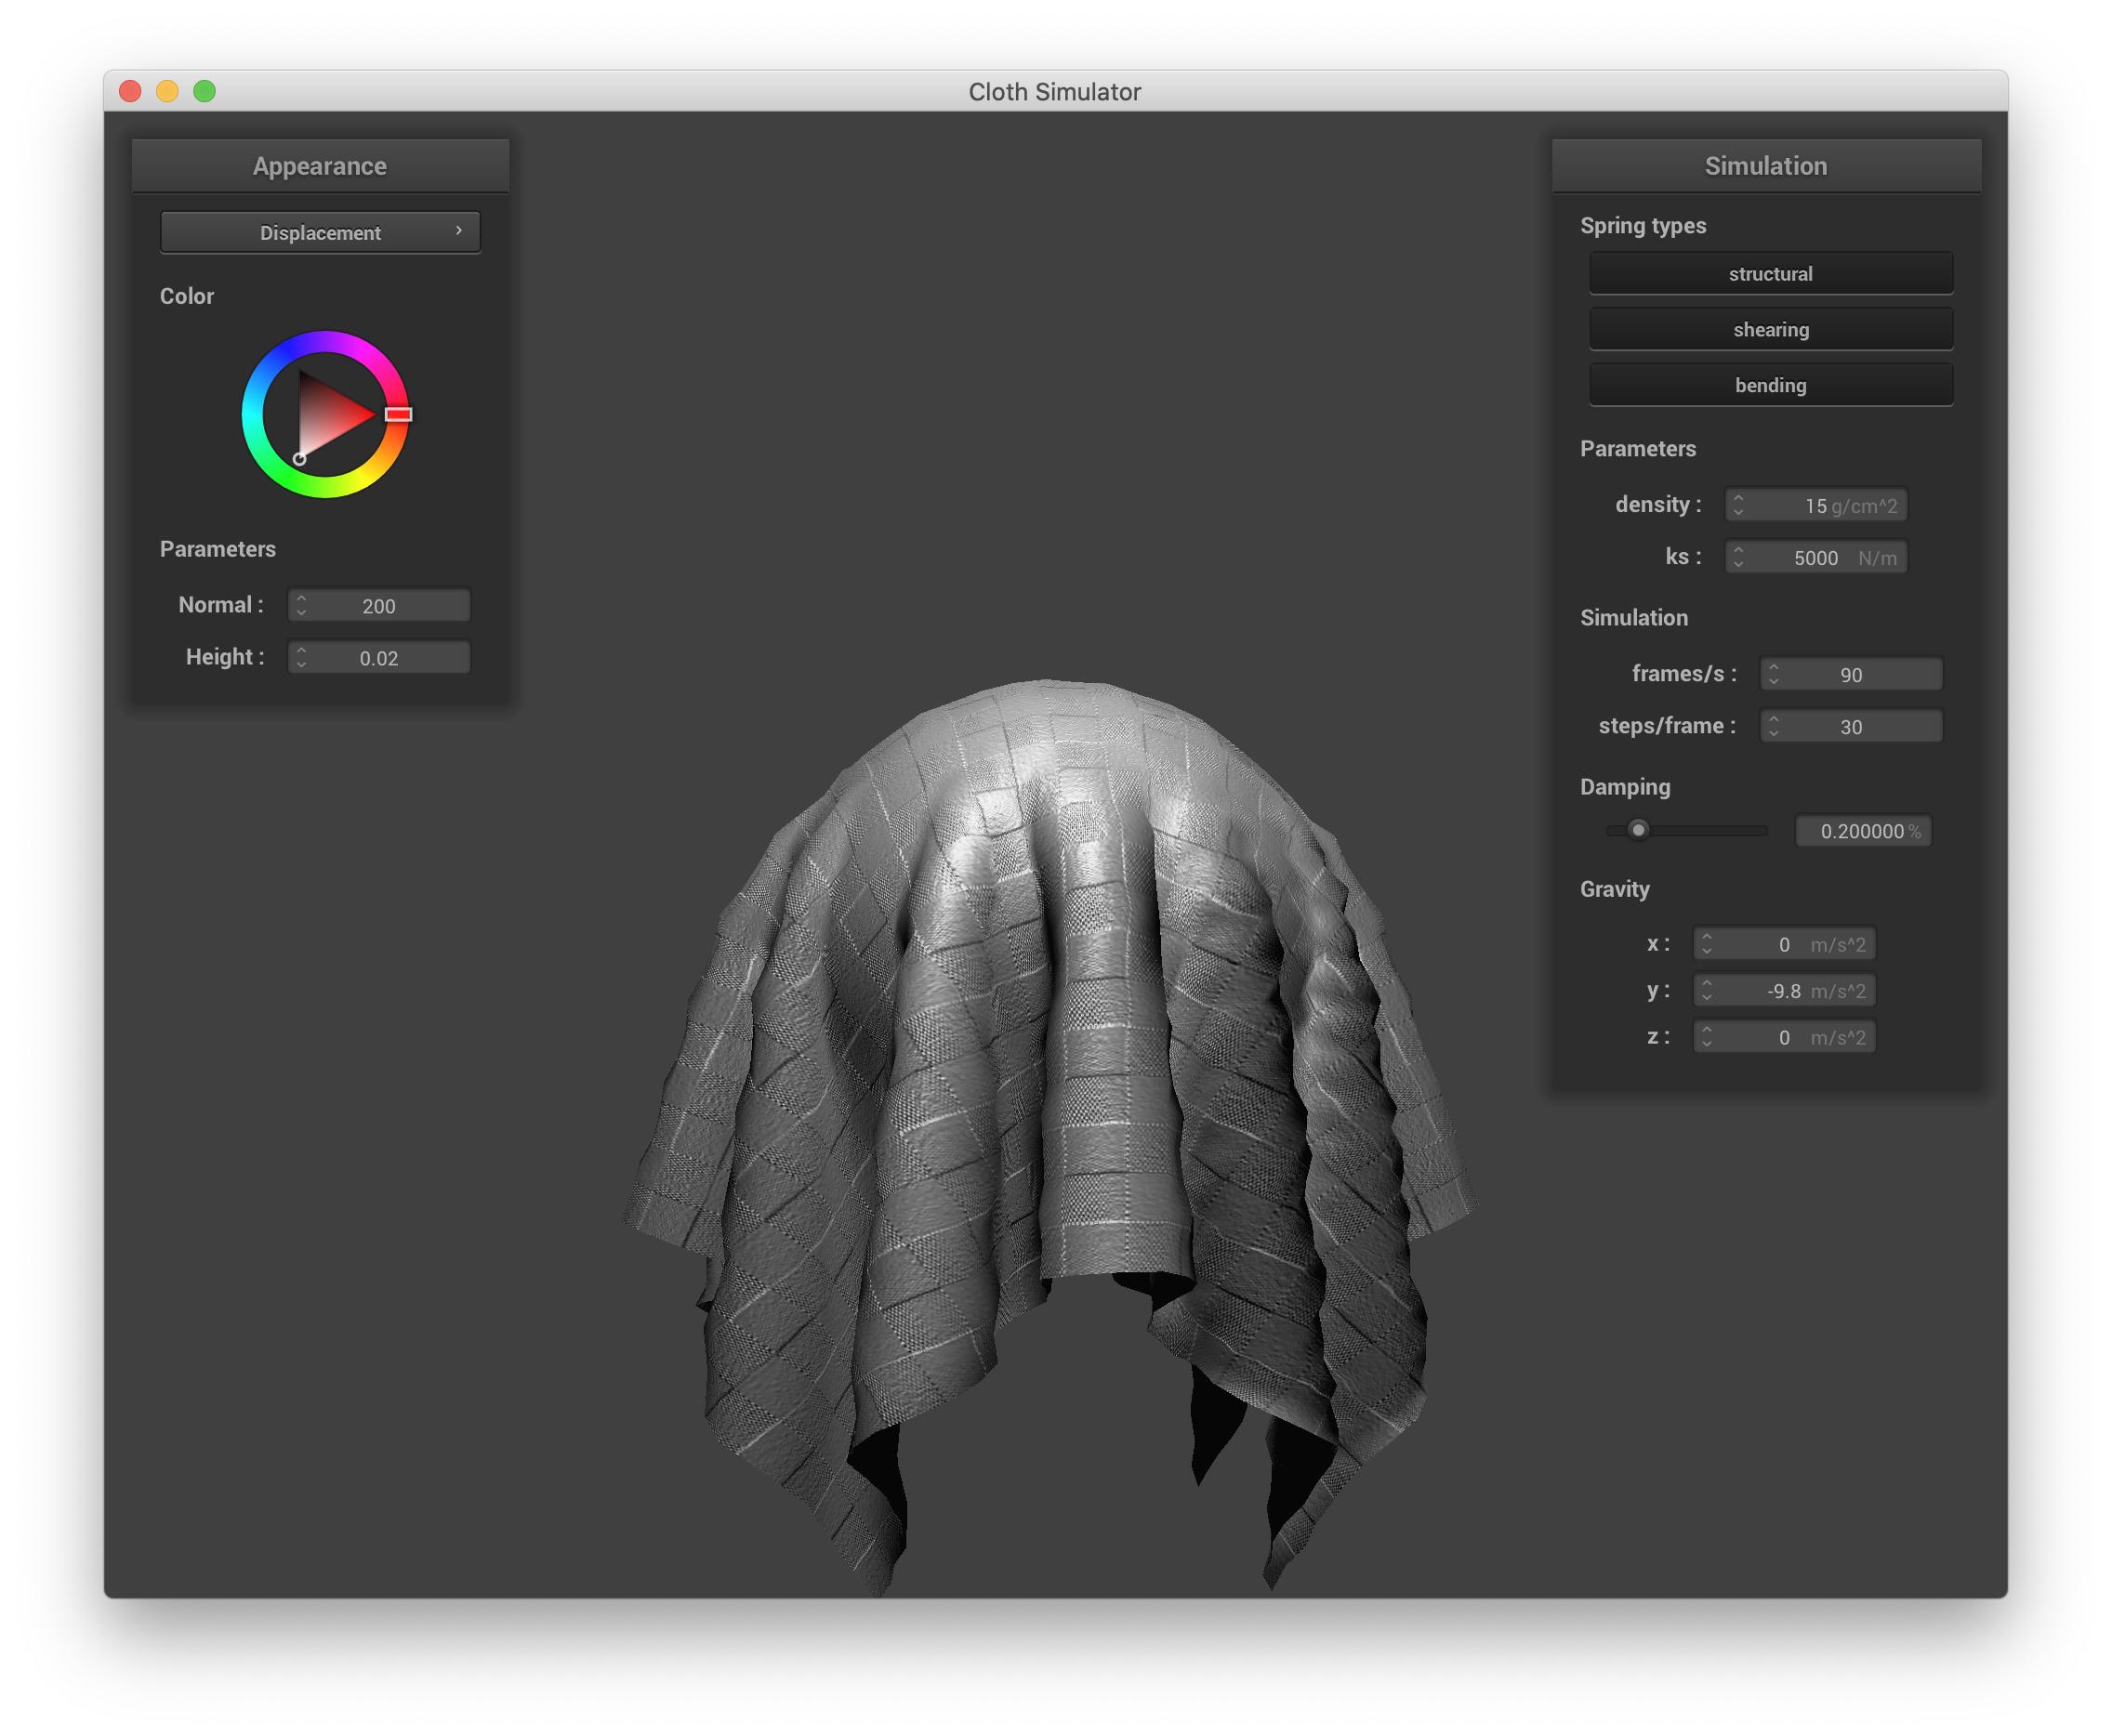 Cloth Simulator
Appearance
Displacement
Color
Parameters
Normal : 200
Height : 0.02
Simulation
Spring types
structural
shearing
bending
Parameters
density : 15 g/cm^2
ks : 5000 N/m
Simulation
frames/s : 90
steps/frame : 30
Damping
0.200000 %
Gravity
x : 0 m/s^2
y : -9.8 m/s^2
z : 0 m/s^2